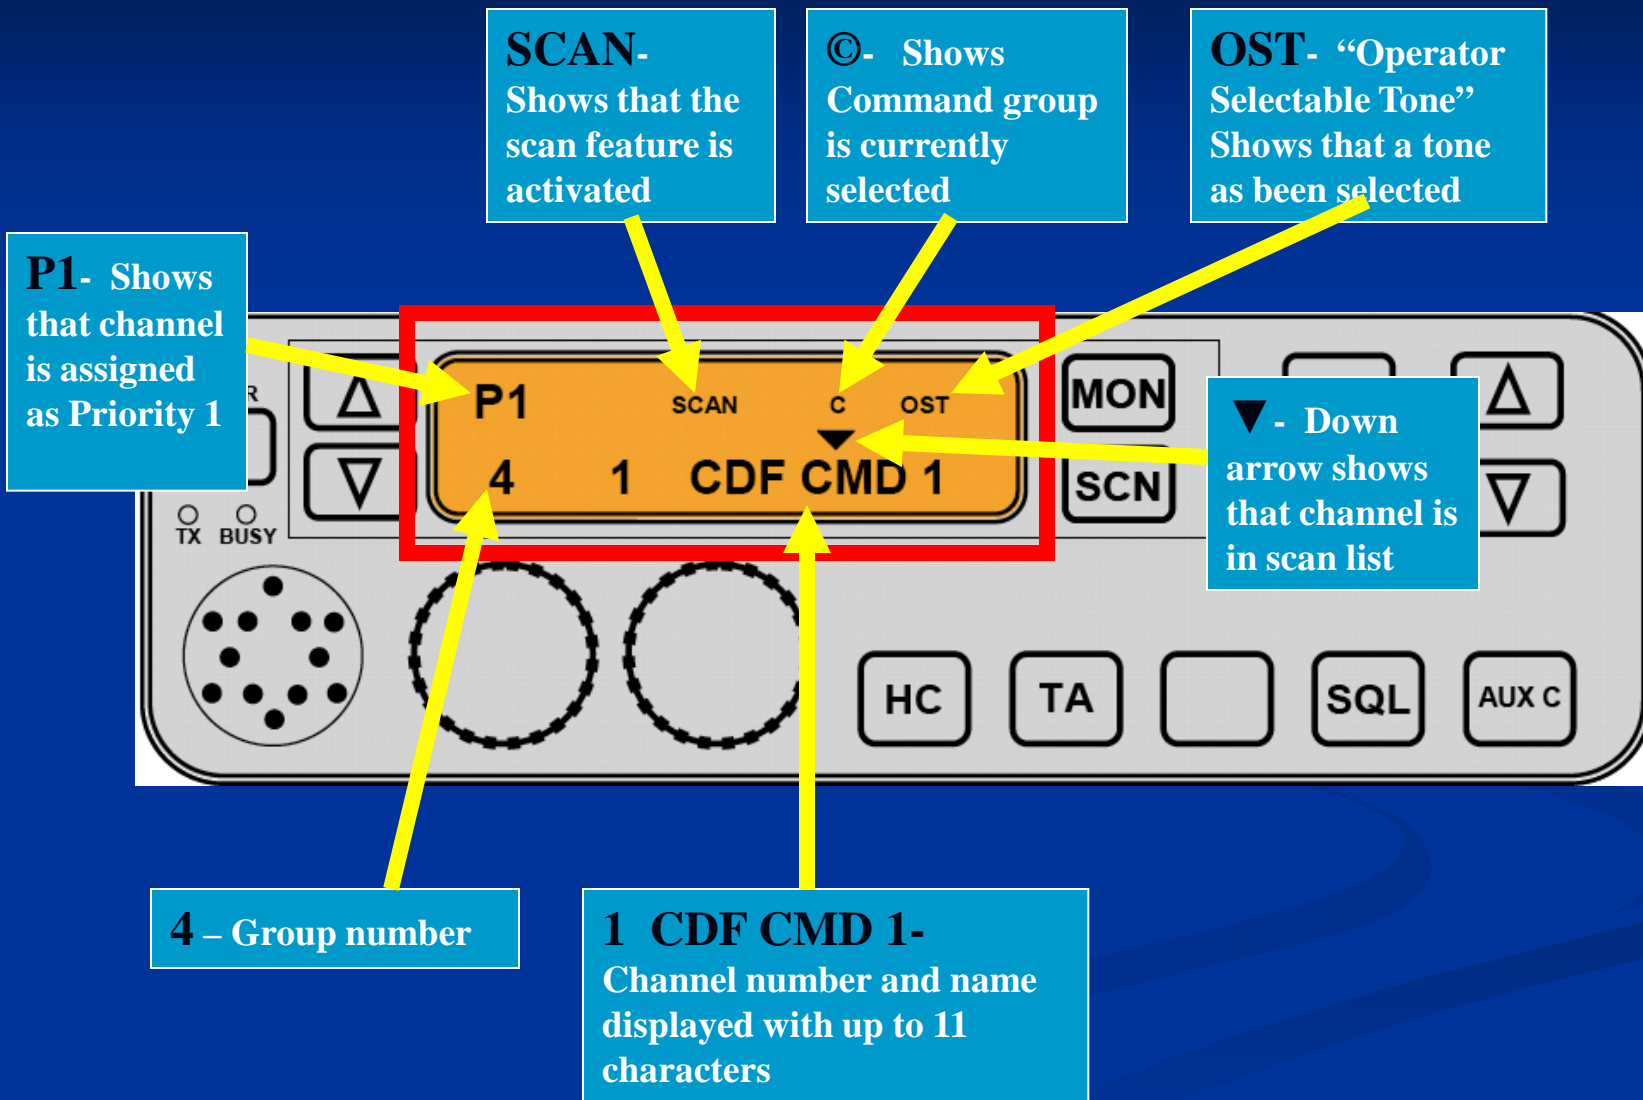 SCAN-
Shows that the
scan feature is
activated
©- Shows
Command group
is currently
selected
OST- “Operator
Selectable Tone”
Shows that a tone
as been selected
P1- Shows
that channel
is assigned
as Priority 1
R
P1 SCAN C OST
▼
4 1 CDF CMD 1
MON
SCN
▼- Down
arrow shows
that channel is
in scan list
TX BUSY
HC TA SQL AUX C
4 – Group number
1 CDF CMD 1-
Channel number and name
displayed with up to 11
characters